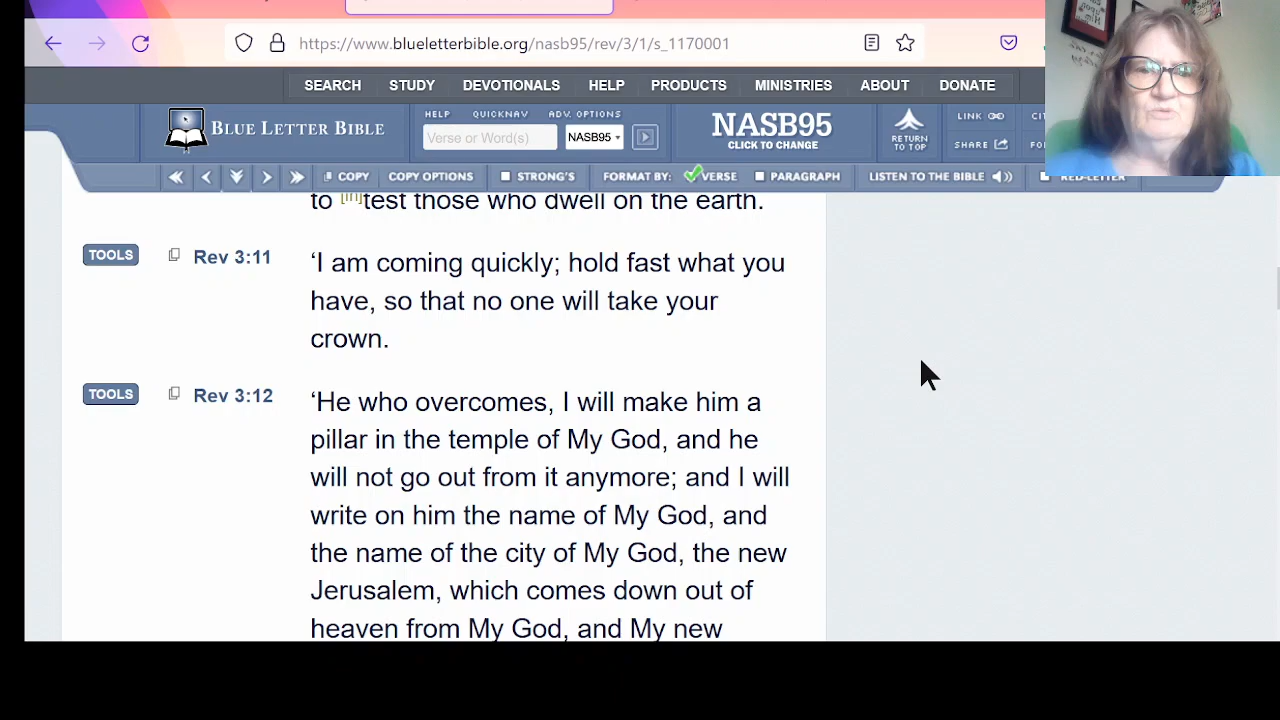 https://www.blueletterbible.org/nasb95/rev/3/1/s_1170001
SEARCH STUDY DEVOTIONALS HELP PRODUCTS MINISTRIES ABOUT DONATE
BLUE LETTER BIBLE
HELP QUICKNAV ADV. OPTIONS
Verse or Word(s) NASB95
NASB95
CLICK TO CHANGE
RETURN
TO TOP
LINK
SHARE
COPY COPY OPTIONS STRONG'S FORMAT BY: VERSE PARAGRAPH LISTEN TO THE BIBLE RED-LETTER
to [m]test those who dwell on the earth.
TOOLS Rev 3:11 ‘I am coming quickly; hold fast what you
have, so that no one will take your
crown.
TOOLS Rev 3:12 ‘He who overcomes, I will make him a
pillar in the temple of My God, and he
will not go out from it anymore; and I will
write on him the name of My God, and
the name of the city of My God, the new
Jerusalem, which comes down out of
heaven from My God, and My new